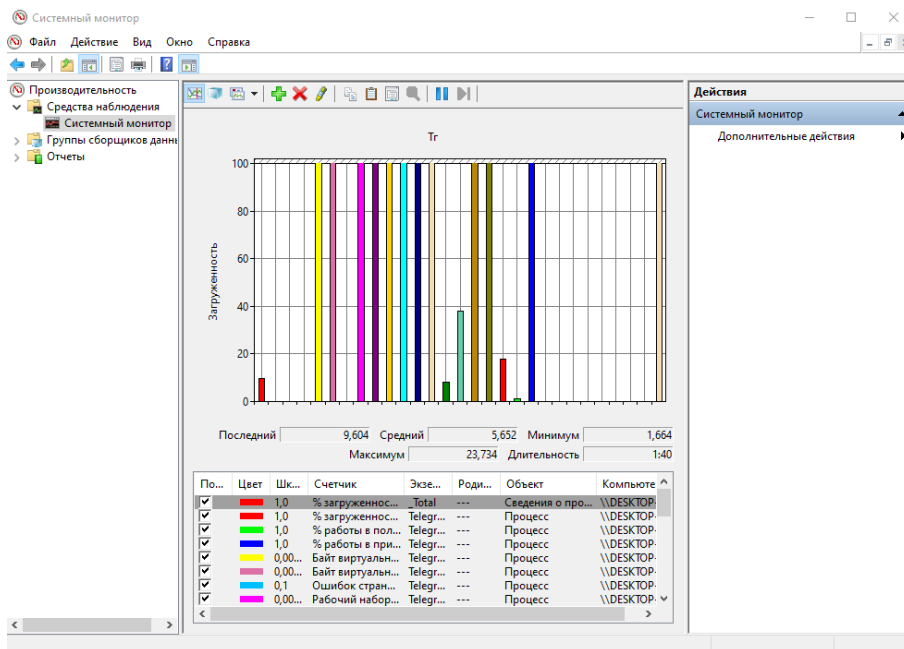 Системный монитор
Файл Действие Вид Окно Справка
Производительность
Средства наблюдения
Системный монитор
Группы сборщиков данн
Отчеты
Tr
Загруженность
100
80
60
40
20
0
Последний 9,604 Средний 5,652 Минимум 1,664
Максимум 23,734 Длительность 1:40
По... Цвет Шк... Счетчик Экзе... Роди... Объект Компьюте
1,0 % загруженнос... _Total --- Сведения о про... \\DESKTOP-
1,0 % загруженнос... Telegr... --- Процесс \\DESKTOP-
1,0 % работы в пол... Telegr... --- Процесс \\DESKTOP-
1,0 % работы в при... Telegr... --- Процесс \\DESKTOP-
0,00... Байт виртуальн... Telegr... --- Процесс \\DESKTOP-
0,00... Байт виртуальн... Telegr... --- Процесс \\DESKTOP-
0,1 Ошибок стран... Telegr... --- Процесс \\DESKTOP-
0,00... Рабочий набор... Telegr... --- Процесс \\DESKTOP-
Действия
Системный монитор
Дополнительные действия